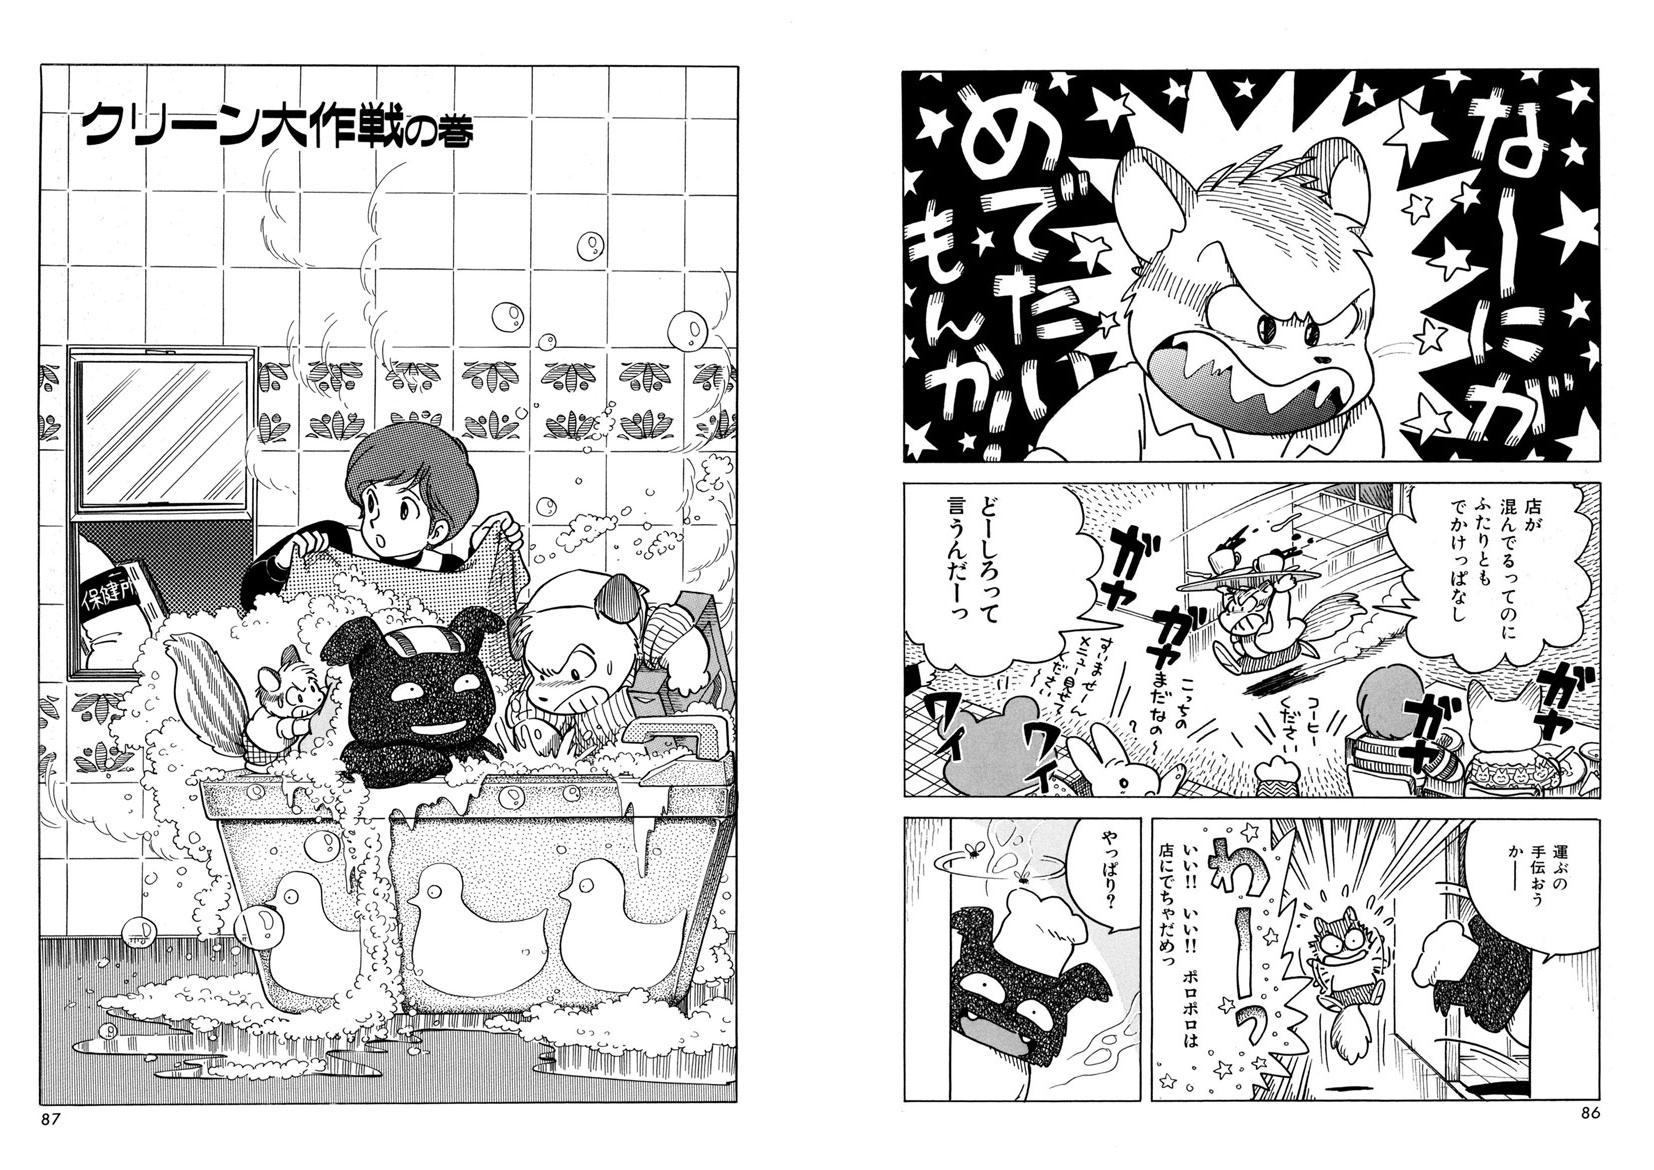 なーにが
めでたい
もんか!
店が
混んでるってのに
ふたりとも
でかけっぱなし
どーしろって
言うんだーっ
ガヤ
ガヤ
ガヤ
ガヤ
ワイ
ワイ
コーヒー
ください
こっちの
まだなの〜
?
すいませーん
メニュー見せて
くださ〜い
運ぶの
手伝おう
かー
わーっ
いい!! いい!! ボロボロは
店にでちゃだめっ
やっぱり?
86
クリーン大作戦の巻
保健所
87